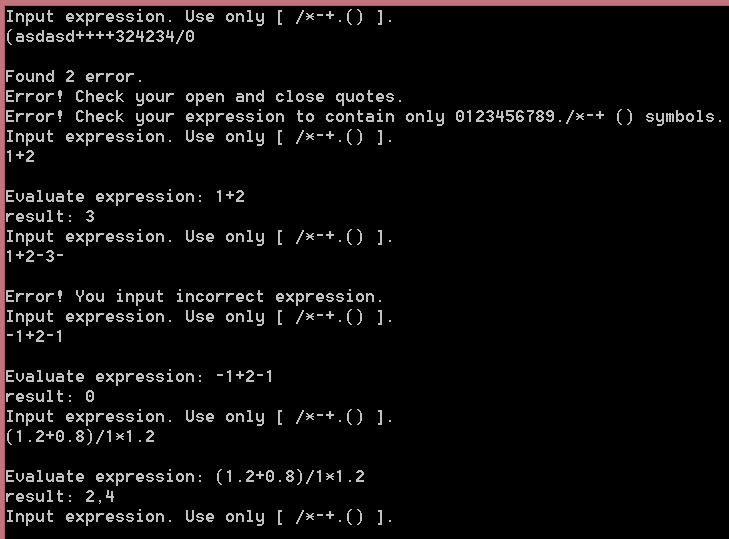 Input expression. Use only [ /*-+.() ].
(asdasd++++324234/0
Found 2 error.
Error! Check your open and close quotes.
Error! Check your expression to contain only 0123456789./*-+ () symbols.
Input expression. Use only [ /*-+.() ].
1+2
Evaluate expression: 1+2
result: 3
Input expression. Use only [ /*-+.() ].
1+2-3-
Error! You input incorrect expression.
Input expression. Use only [ /*-+.() ].
-1+2-1
Evaluate expression: -1+2-1
result: 0
Input expression. Use only [ /*-+.() ].
(1.2+0.8)/1*1.2
Evaluate expression: (1.2+0.8)/1*1.2
result: 2,4
Input expression. Use only [ /*-+.() ].